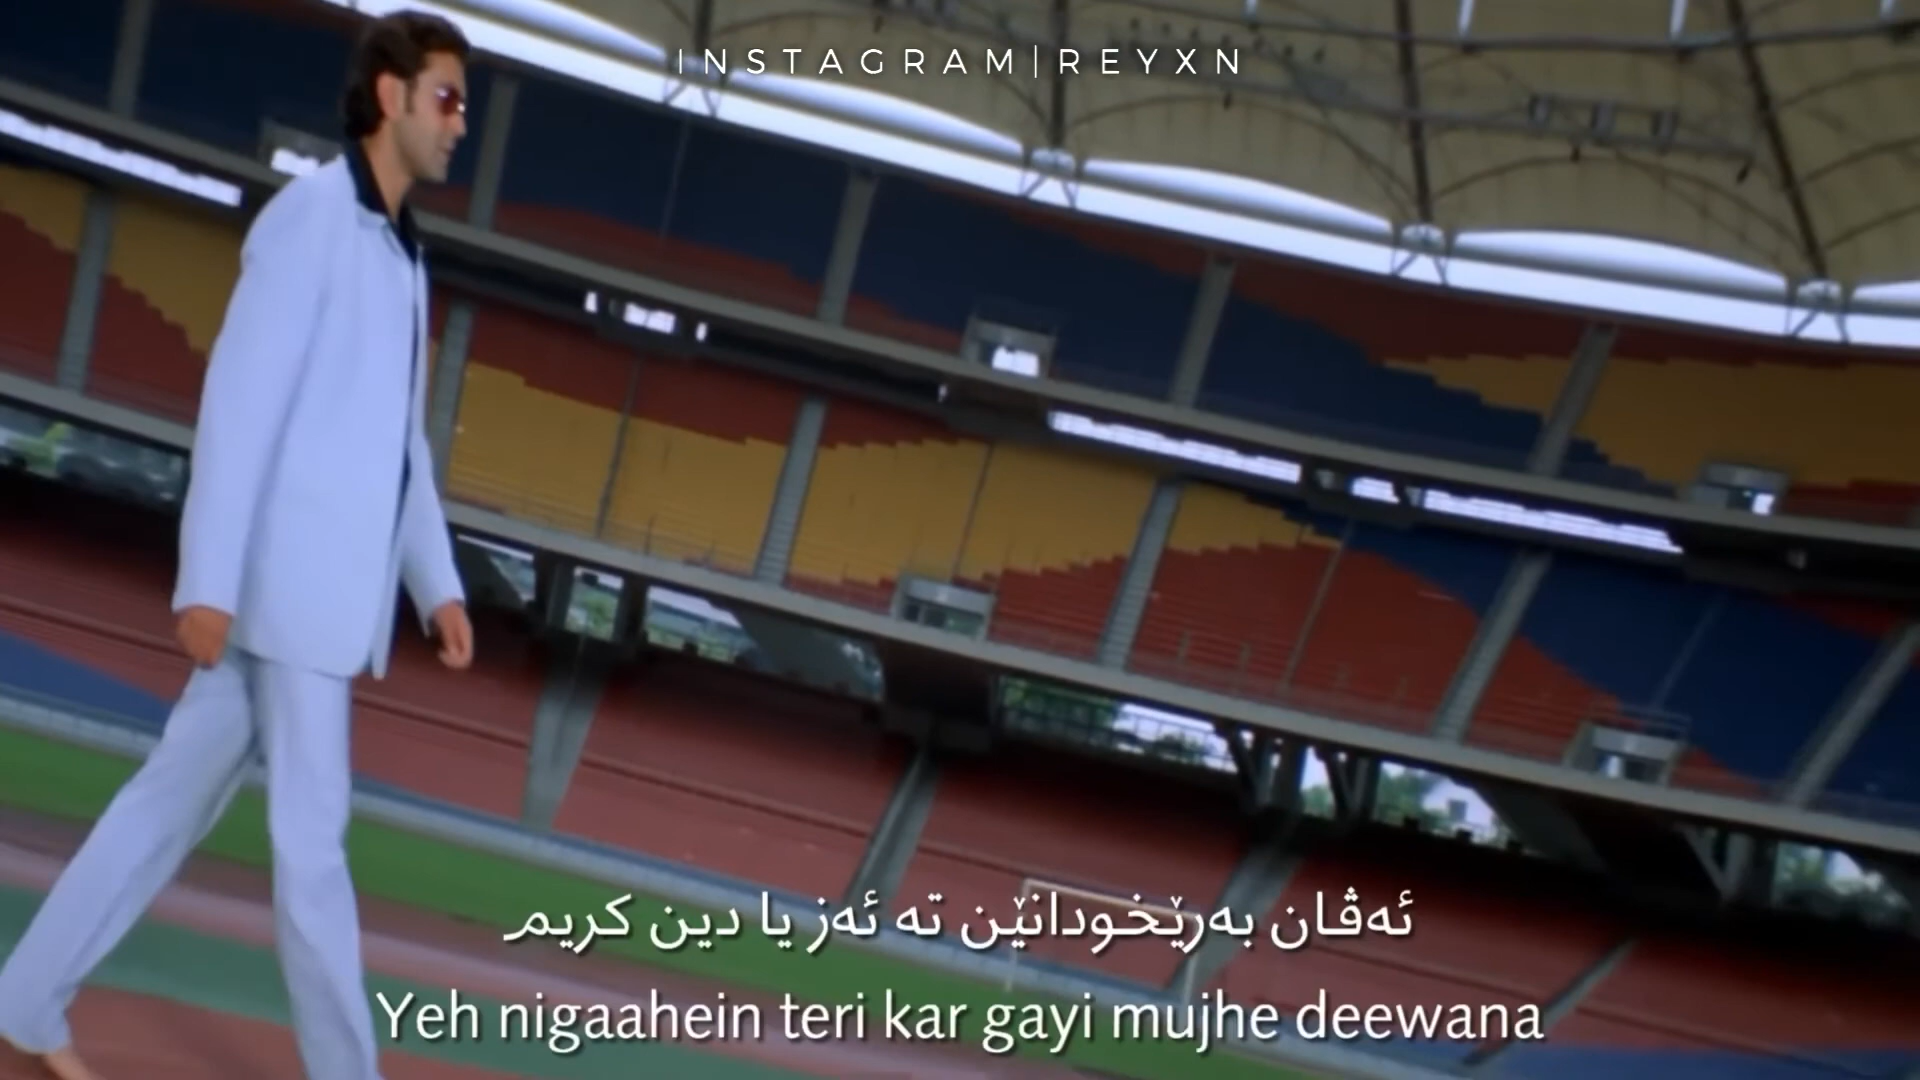 INSTAGRAM|REYXN
ئەڤان بەرێخودانێن تە ئەز یا دین کریم
Yeh nigaahein teri kar gayi mujhe deewana